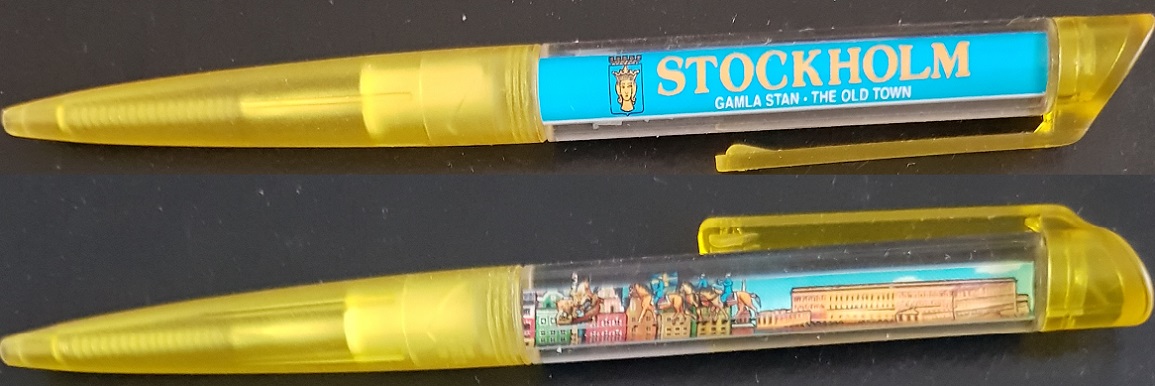 STOCKHOLM
GAMLA STAN · THE OLD TOWN